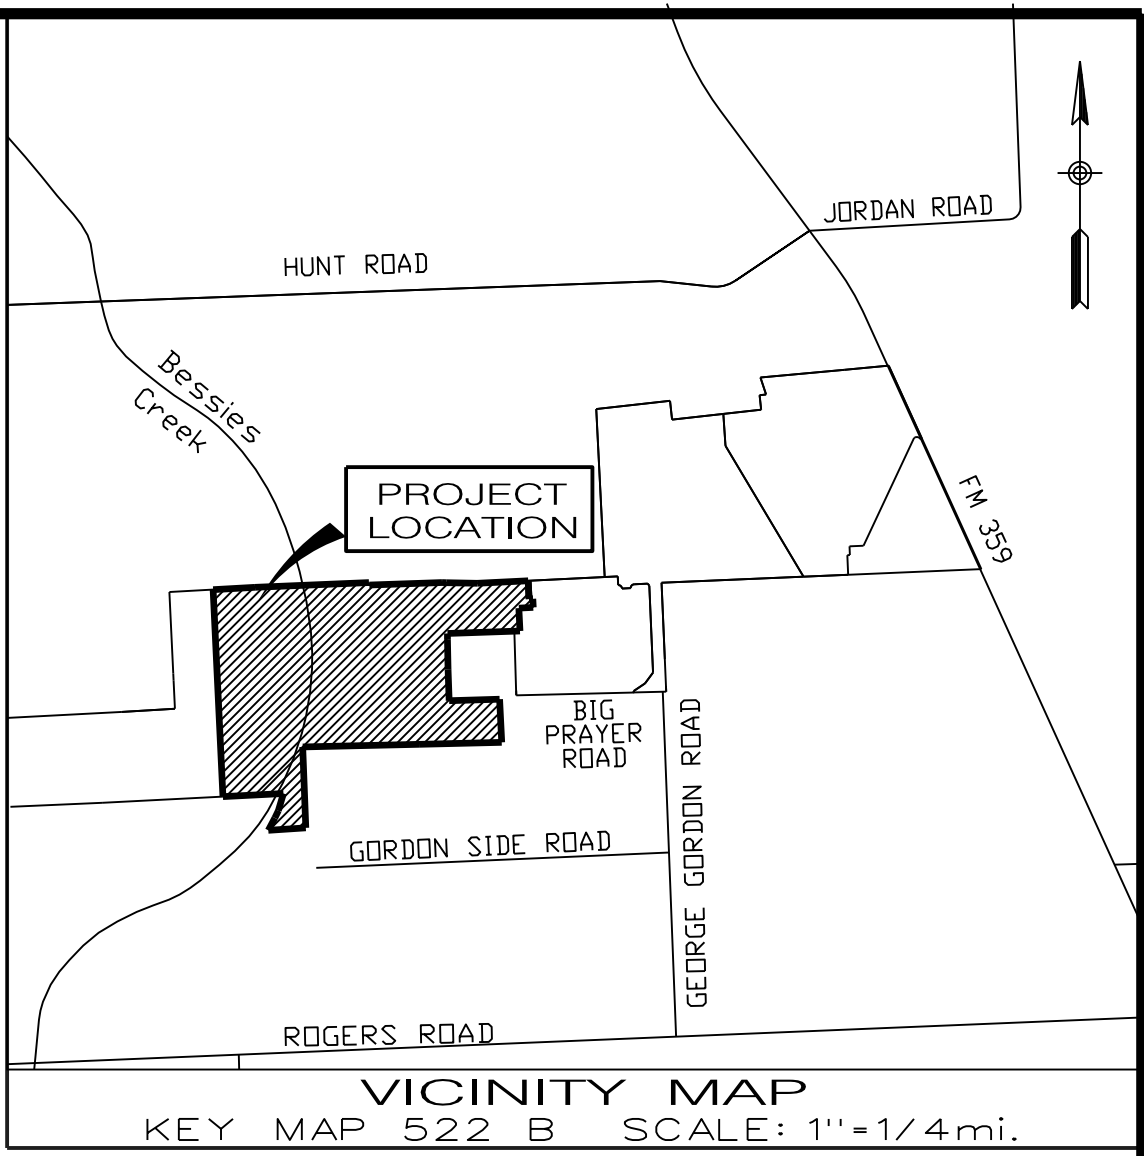 JORDAN ROAD
HUNT ROAD
Bessies
Creek
PROJECT
LOCATION
FM 359
BIG
PRAYER
ROAD
GEORGE GORDON ROAD
GORDON SIDE ROAD
ROGERS ROAD
VICINITY MAP
KEY MAP 522 B SCALE: 1''=1/4mi.